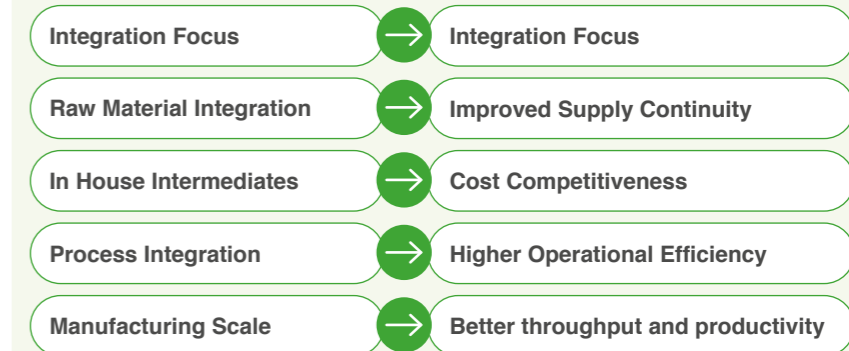 Integration Focus
Integration Focus
Raw Material Integration
Improved Supply Continuity
In House Intermediates
Cost Competitiveness
Process Integration
Higher Operational Efficiency
Manufacturing Scale
Better throughput and productivity